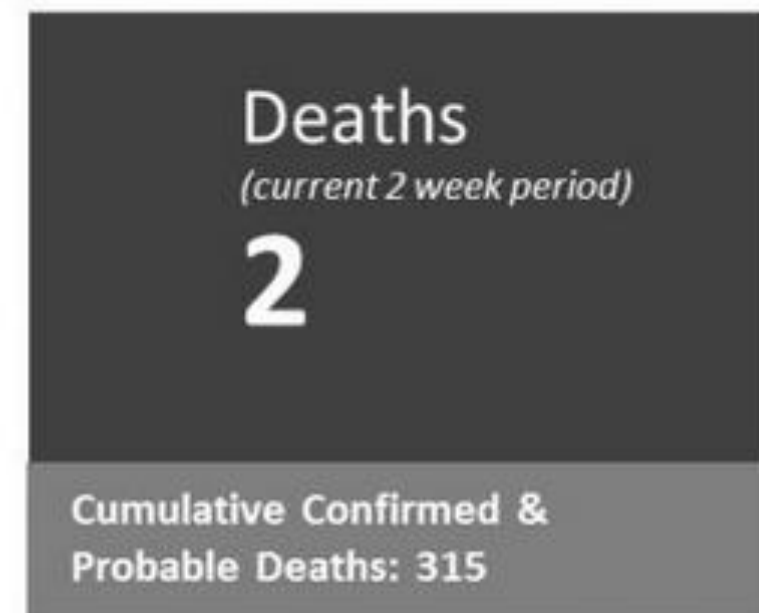 Deaths
(current 2 week period)
2
Cumulative Confirmed &
Probable Deaths: 315